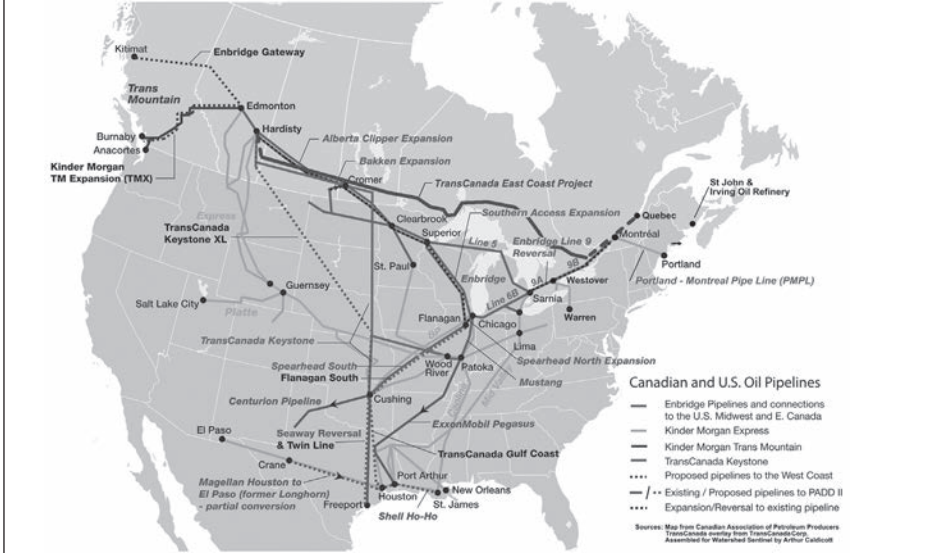 Kitimat
Enbridge Gateway
Trans
Mountain
Edmonton
Hardisty
Burnaby
Anacortes
Kinder Morgan
TM Expansion (TMX)
Alberta Clipper Expansion
Bakken Expansion
Cromer
TransCanada East Coast Project
St John &
Irving Oil Refinery
Express
TransCanada
Keystone XL
Clearbrook
Superior
Southern Access Expansion
Quebec
Montréal
Line 5
Enbridge Line 9
Reversal
9B
Portland
St. Paul
Enbridge
9A
Westover
Portland - Montreal Pipe Line (PMPL)
Guernsey
Line 6B
Sarnia
Salt Lake City
Platte
Flanagan
Chicago
Warren
Lima
TransCanada Keystone
Spearhead South
Flanagan South
Wood
River
Patoka
Spearhead North Expansion
Mustang
Centurion Pipeline
Cushing
ExxonMobil Pegasus
El Paso
Seaway Reversal
& Twin Line
TransCanada Gulf Coast
Crane
Magellan Houston to
El Paso (former Longhorn)
- partial conversion
Port Arthur
Houston
New Orleans
St. James
Freeport
Shell Ho-Ho
Canadian and U.S. Oil Pipelines
Enbridge Pipelines and connections
to the U.S. Midwest and E. Canada
Kinder Morgan Express
Kinder Morgan Trans Mountain
TransCanada Keystone
Proposed pipelines to the West Coast
Existing / Proposed pipelines to PADD II
Expansion/Reversal to existing pipeline
Sources: Map from Canadian Association of Petroleum Producers
TransCanada overlay from TransCanadaCorp.
Assembled for Watershed Sentinel by Arthur Caldicott